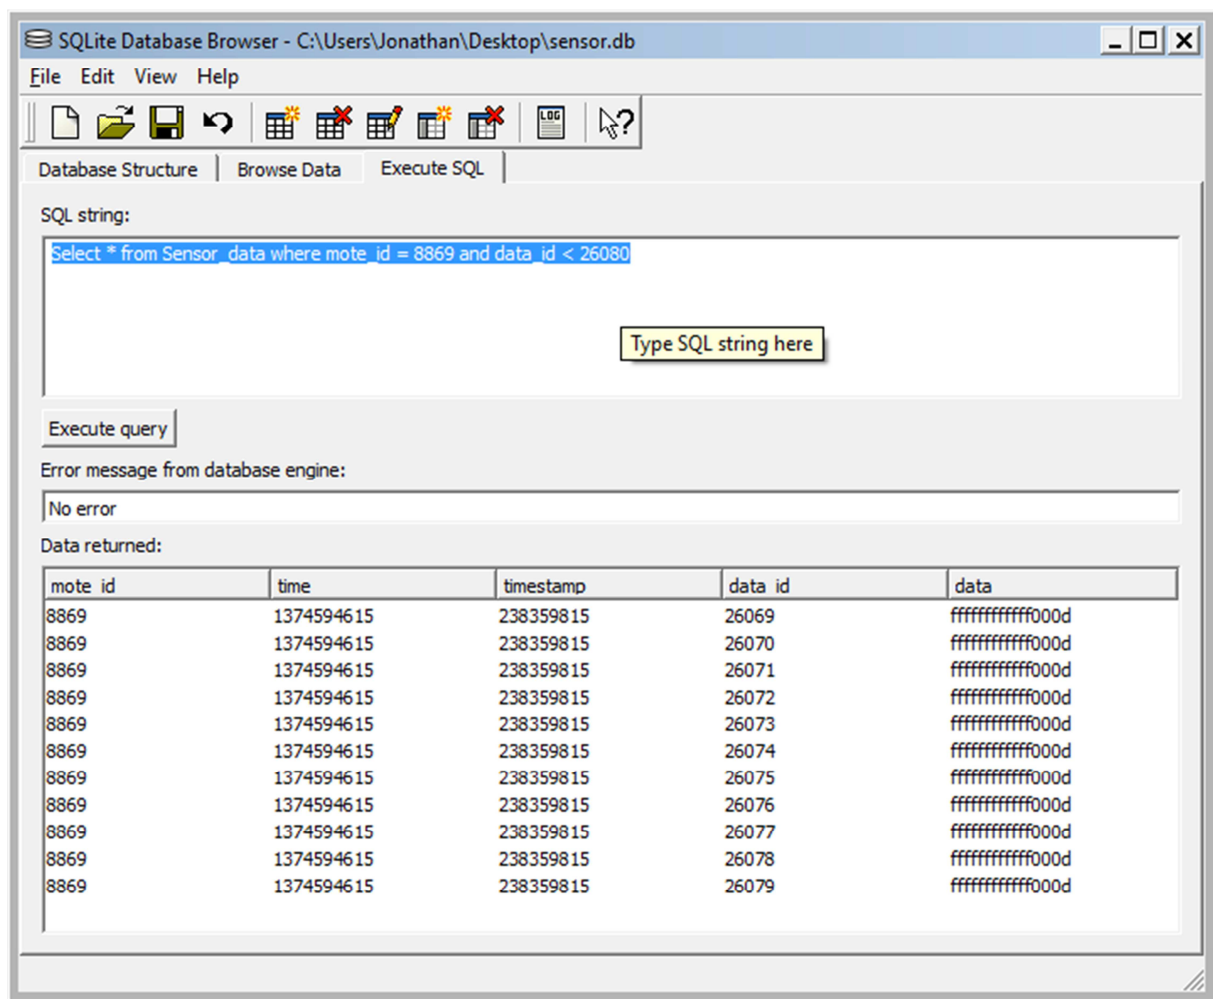 SQLite Database Browser - C:\Users\Jonathan\Desktop\sensor.db
File Edit View Help
LOG
?
Database Structure Browse Data Execute SQL
SQL string:
Select * from Sensor_data where mote_id = 8869 and data_id < 26080
Type SQL string here
Execute query
Error message from database engine:
No error
Data returned:
mote_id time timestamp data_id data
8869 1374594615 238359815 26069 ffffffffffff000d
8869 1374594615 238359815 26070 ffffffffffff000d
8869 1374594615 238359815 26071 ffffffffffff000d
8869 1374594615 238359815 26072 ffffffffffff000d
8869 1374594615 238359815 26073 ffffffffffff000d
8869 1374594615 238359815 26074 ffffffffffff000d
8869 1374594615 238359815 26075 ffffffffffff000d
8869 1374594615 238359815 26076 ffffffffffff000d
8869 1374594615 238359815 26077 ffffffffffff000d
8869 1374594615 238359815 26078 ffffffffffff000d
8869 1374594615 238359815 26079 ffffffffffff000d